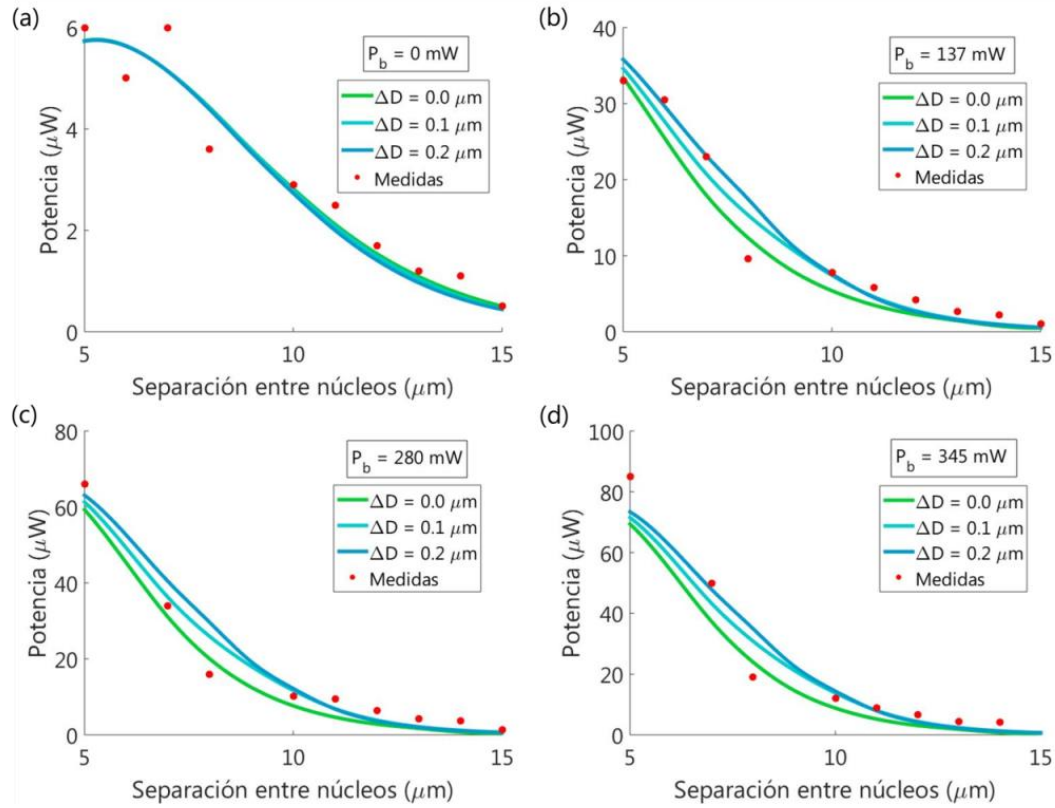 (a)
6
4
2
0
5
10
15
Potencia (μW)
Separación entre núcleos (μm)
P_b = 0 mW
ΔD = 0.0 μm
ΔD = 0.1 μm
ΔD = 0.2 μm
Medidas
(b)
40
30
20
10
0
5
10
15
Potencia (μW)
Separación entre núcleos (μm)
P_b = 137 mW
ΔD = 0.0 μm
ΔD = 0.1 μm
ΔD = 0.2 μm
Medidas
(c)
80
60
40
20
0
5
10
15
Potencia (μW)
Separación entre núcleos (μm)
P_b = 280 mW
ΔD = 0.0 μm
ΔD = 0.1 μm
ΔD = 0.2 μm
Medidas
(d)
100
80
60
40
20
0
5
10
15
Potencia (μW)
Separación entre núcleos (μm)
P_b = 345 mW
ΔD = 0.0 μm
ΔD = 0.1 μm
ΔD = 0.2 μm
Medidas